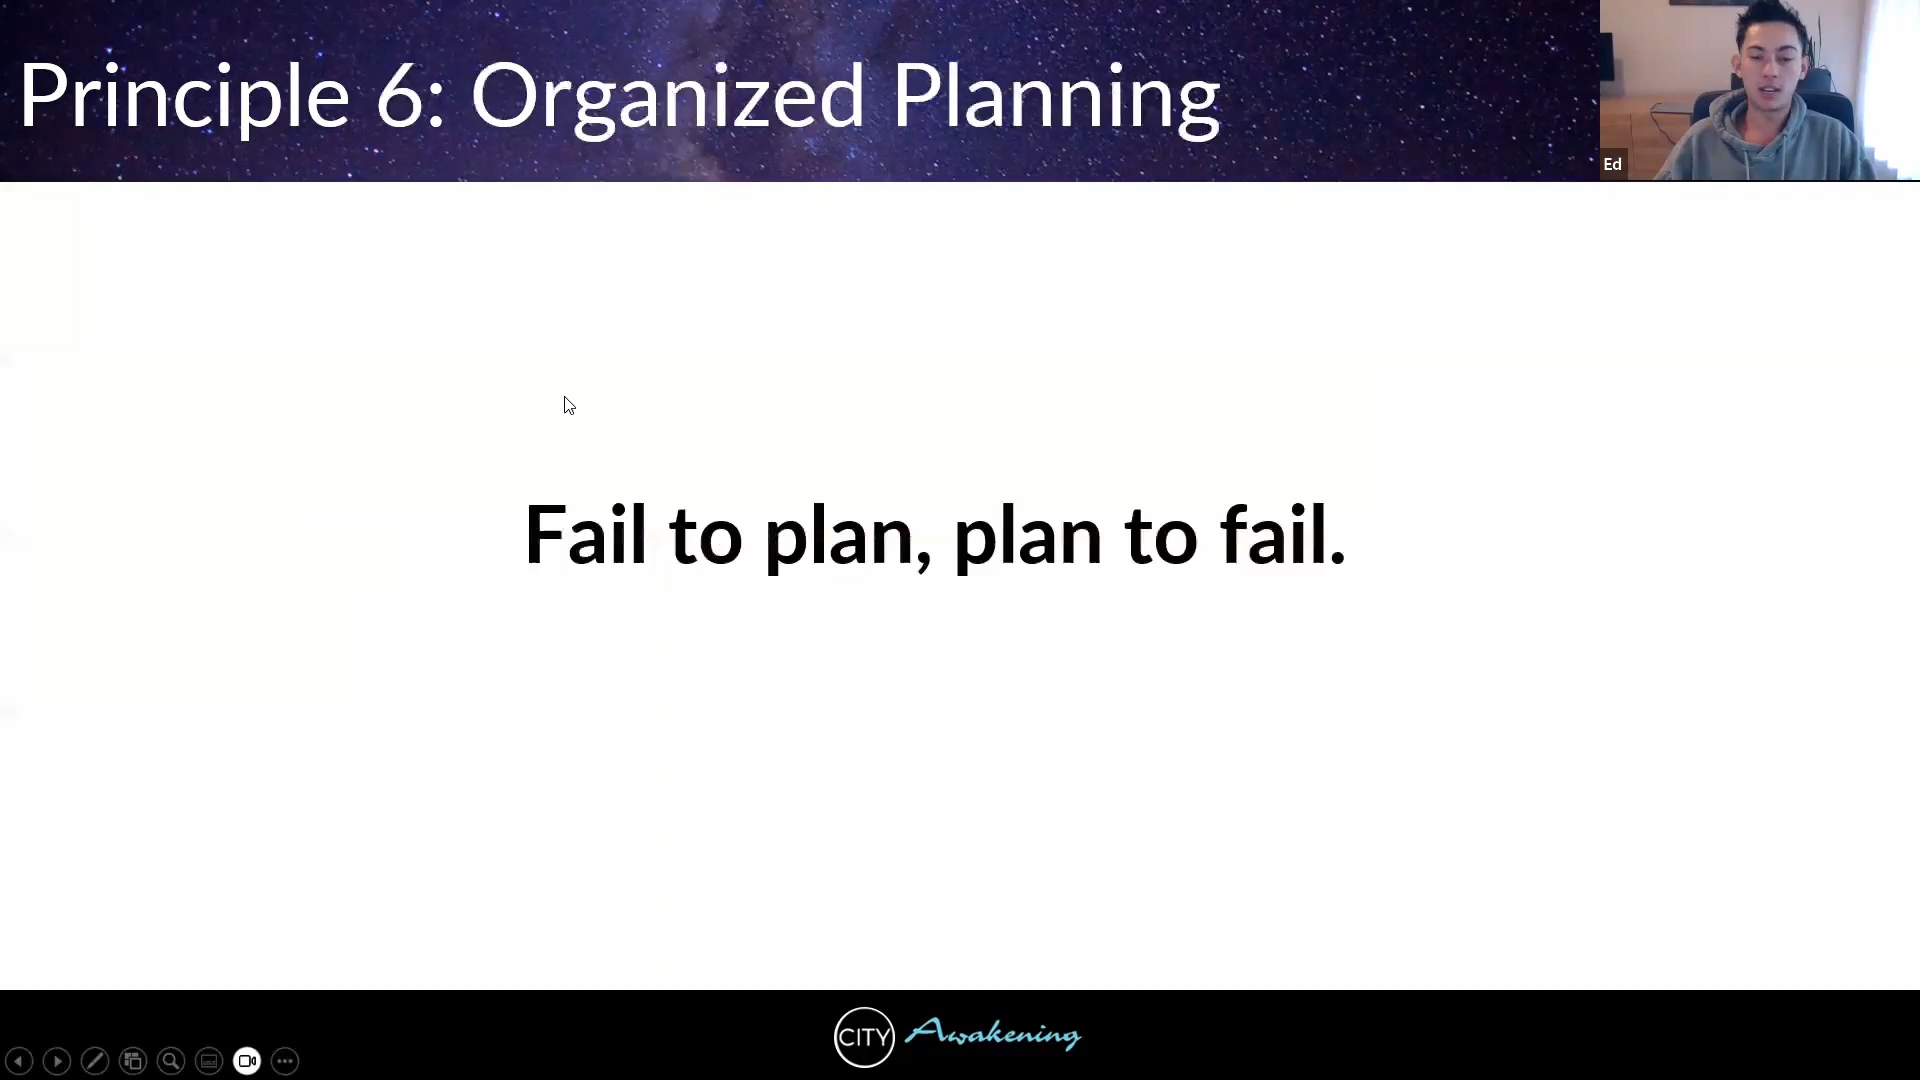 Principle 6: Organized Planning
Ed
Fail to plan, plan to fail.
CITY Awakening